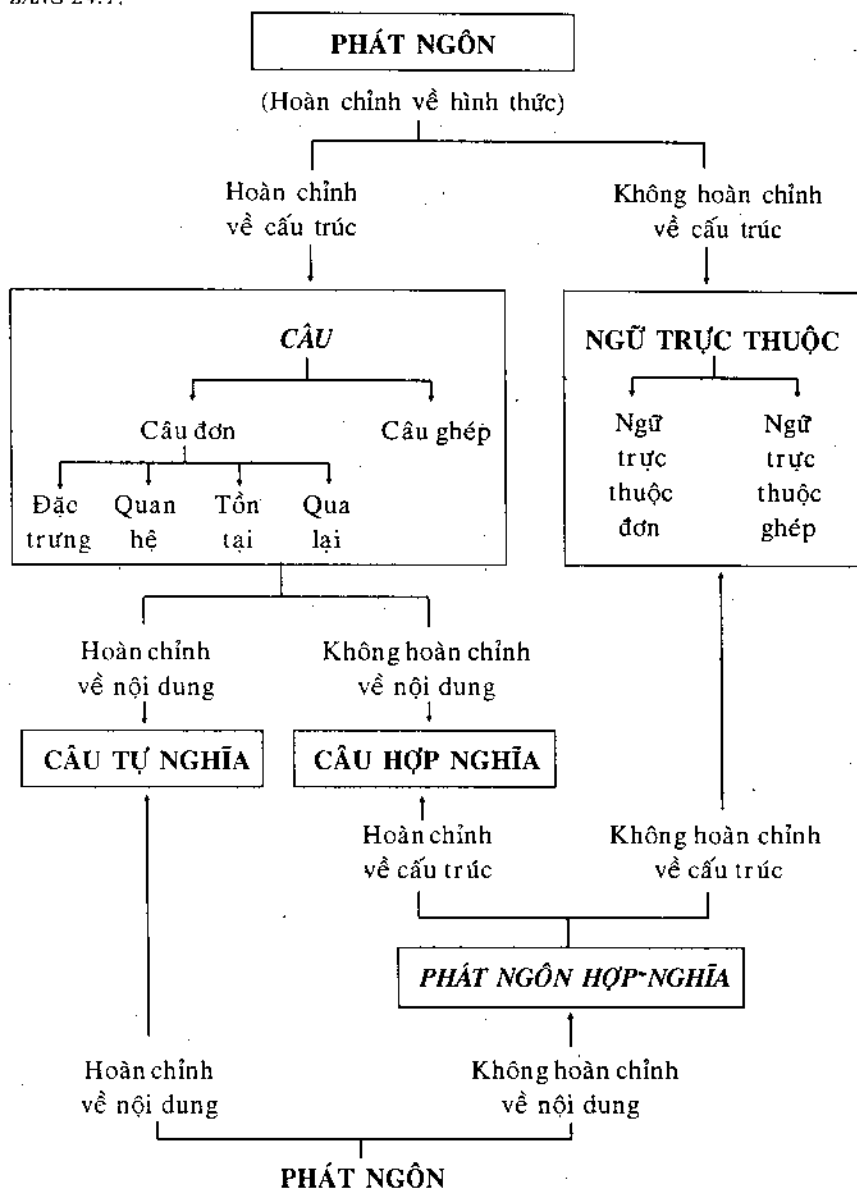 PHÁT NGÔN
(Hoàn chỉnh về hình thức)
Hoàn chỉnh
về cấu trúc
Không hoàn chỉnh
về cấu trúc
CÂU
Câu đơn
Câu ghép
Đặc
trưng
Quan
hệ
Tồn
tại
Qua
lại
NGỮ TRỰC THUỘC
Ngữ
trực
thuộc
đơn
Ngữ
trực
thuộc
ghép
Hoàn chỉnh
về nội dung
Không hoàn chỉnh
về nội dung
CÂU TỰ NGHĨA
CÂU HỢP NGHĨA
Hoàn chỉnh
về cấu trúc
Không hoàn chỉnh
về cấu trúc
PHÁT NGÔN HỢP-NGHĨA
Hoàn chỉnh
về nội dung
Không hoàn chỉnh
về nội dung
PHÁT NGÔN